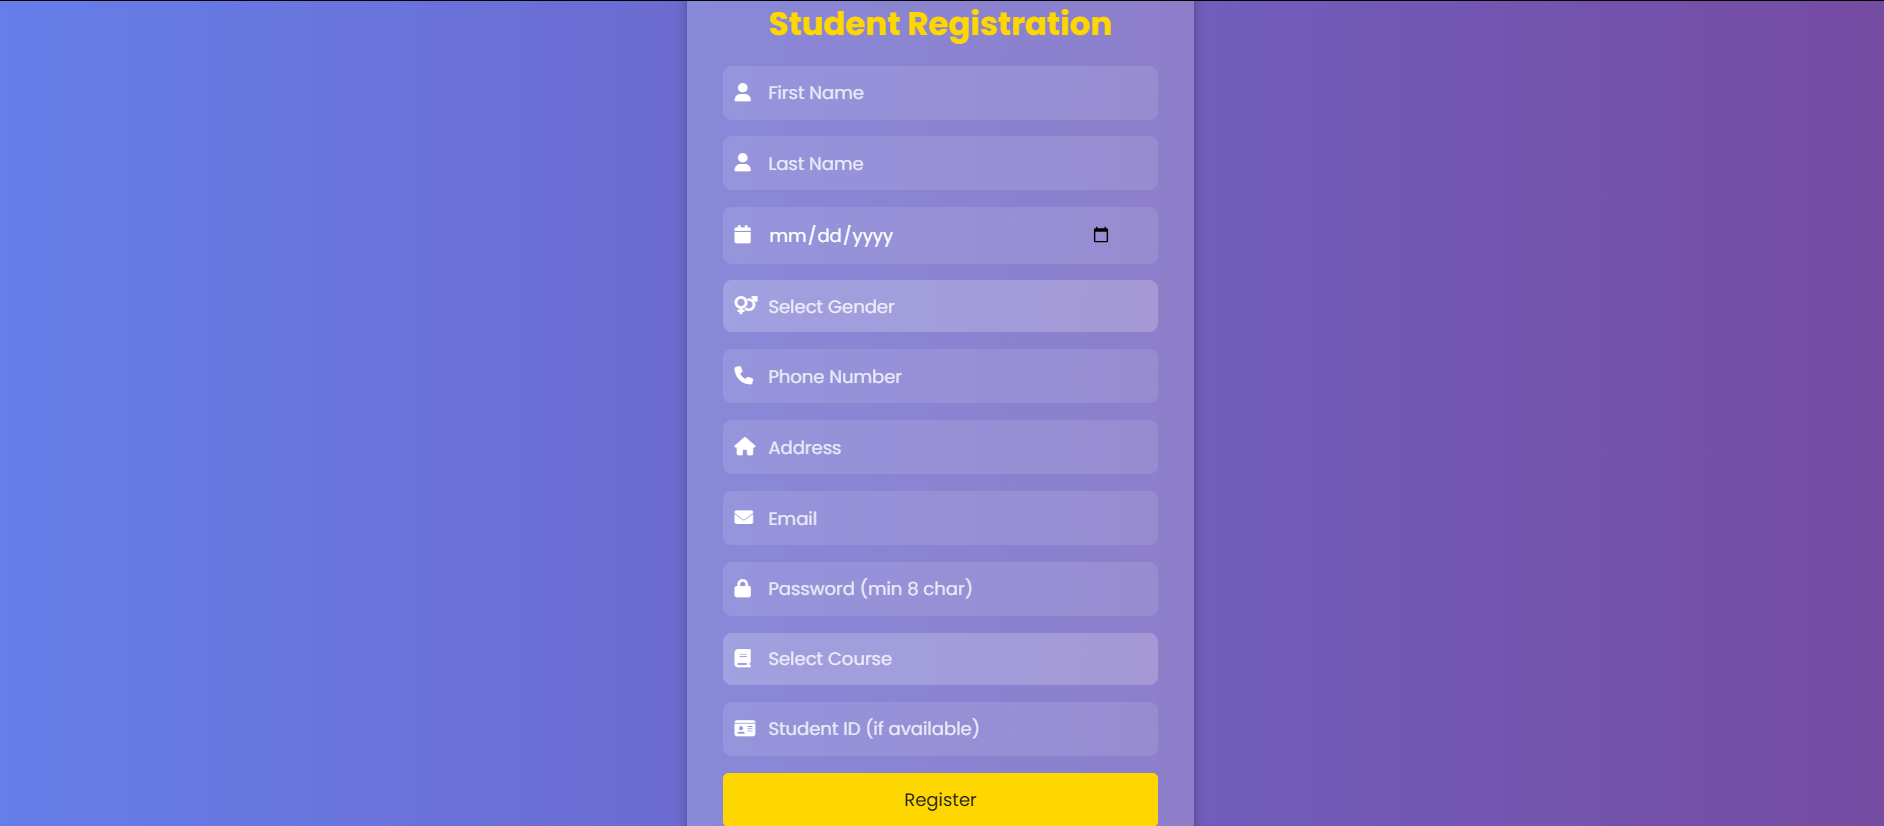 Student Registration
First Name
Last Name
mm/dd/yyyy
Select Gender
Phone Number
Address
Email
Password (min 8 char)
Select Course
Student ID (if available)
Register